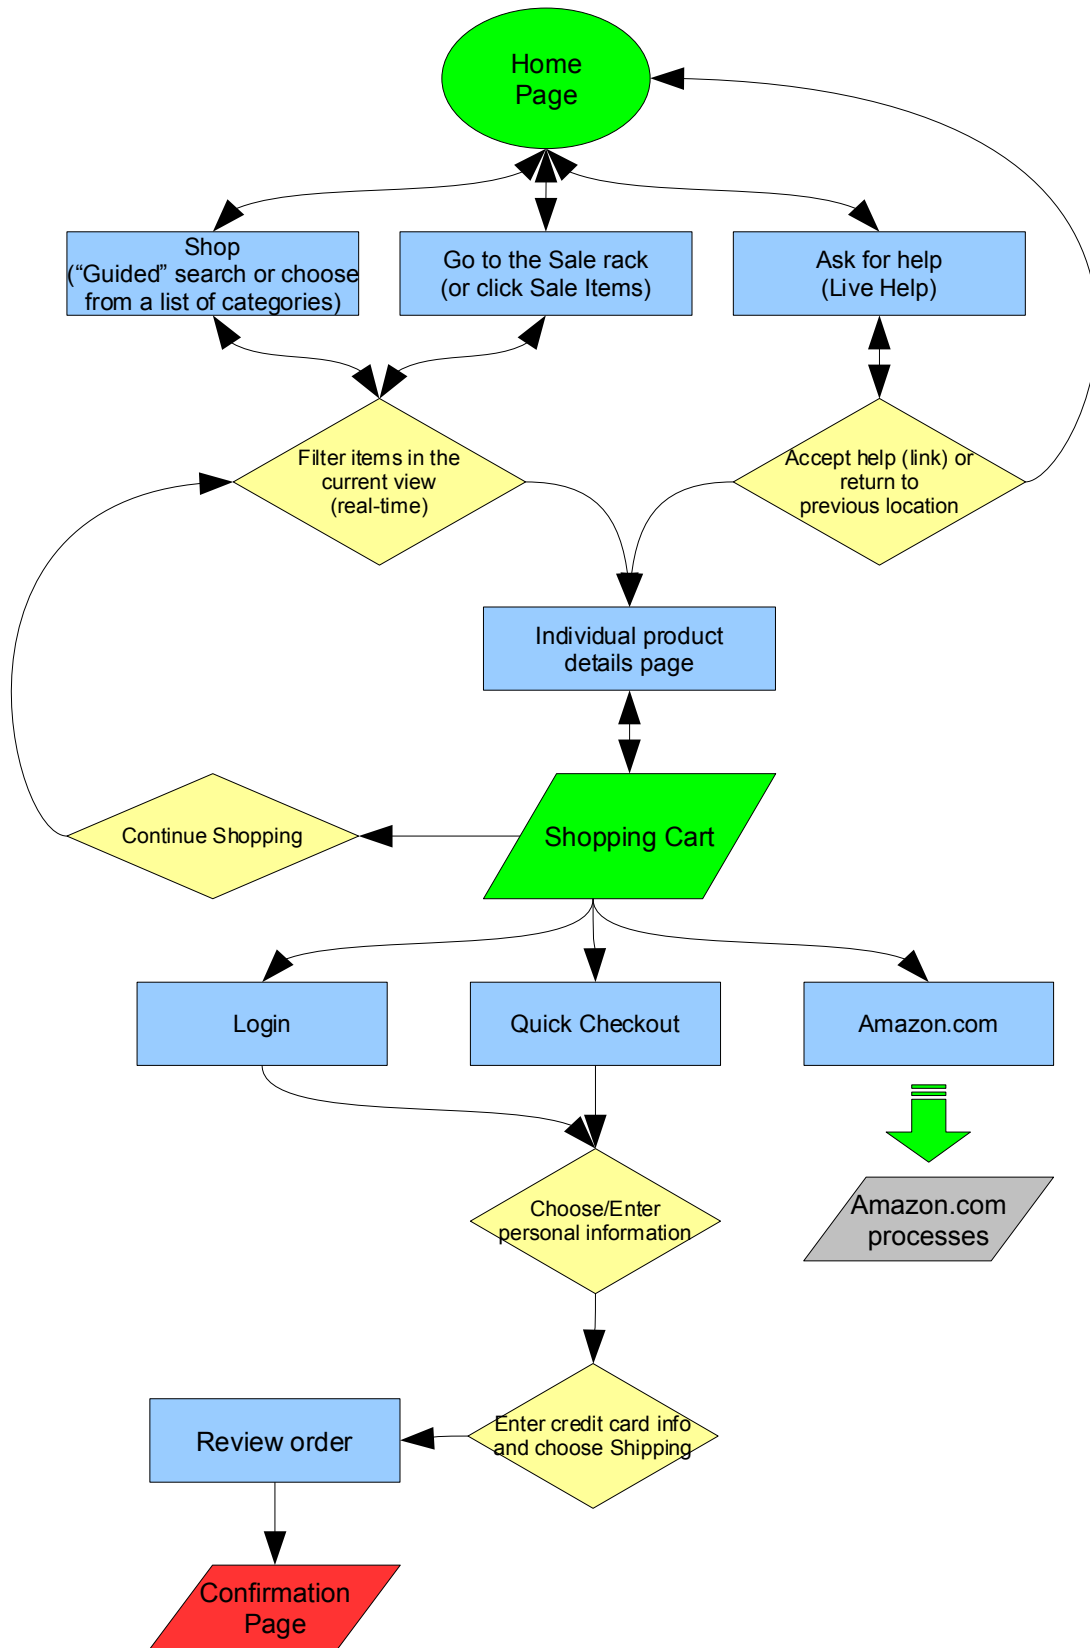 Home
Page
Shop
(“Guided” search or choose
from a list of categories)
Go to the Sale rack
(or click Sale Items)
Ask for help
(Live Help)
Filter items in the
current view
(real-time)
Accept help (link) or
return to
previous location
Individual product
details page
Continue Shopping
Shopping Cart
Login
Quick Checkout
Amazon.com
Choose/Enter
personal information
Amazon.com
processes
Review order
Enter credit card info
and choose Shipping
Confirmation
Page